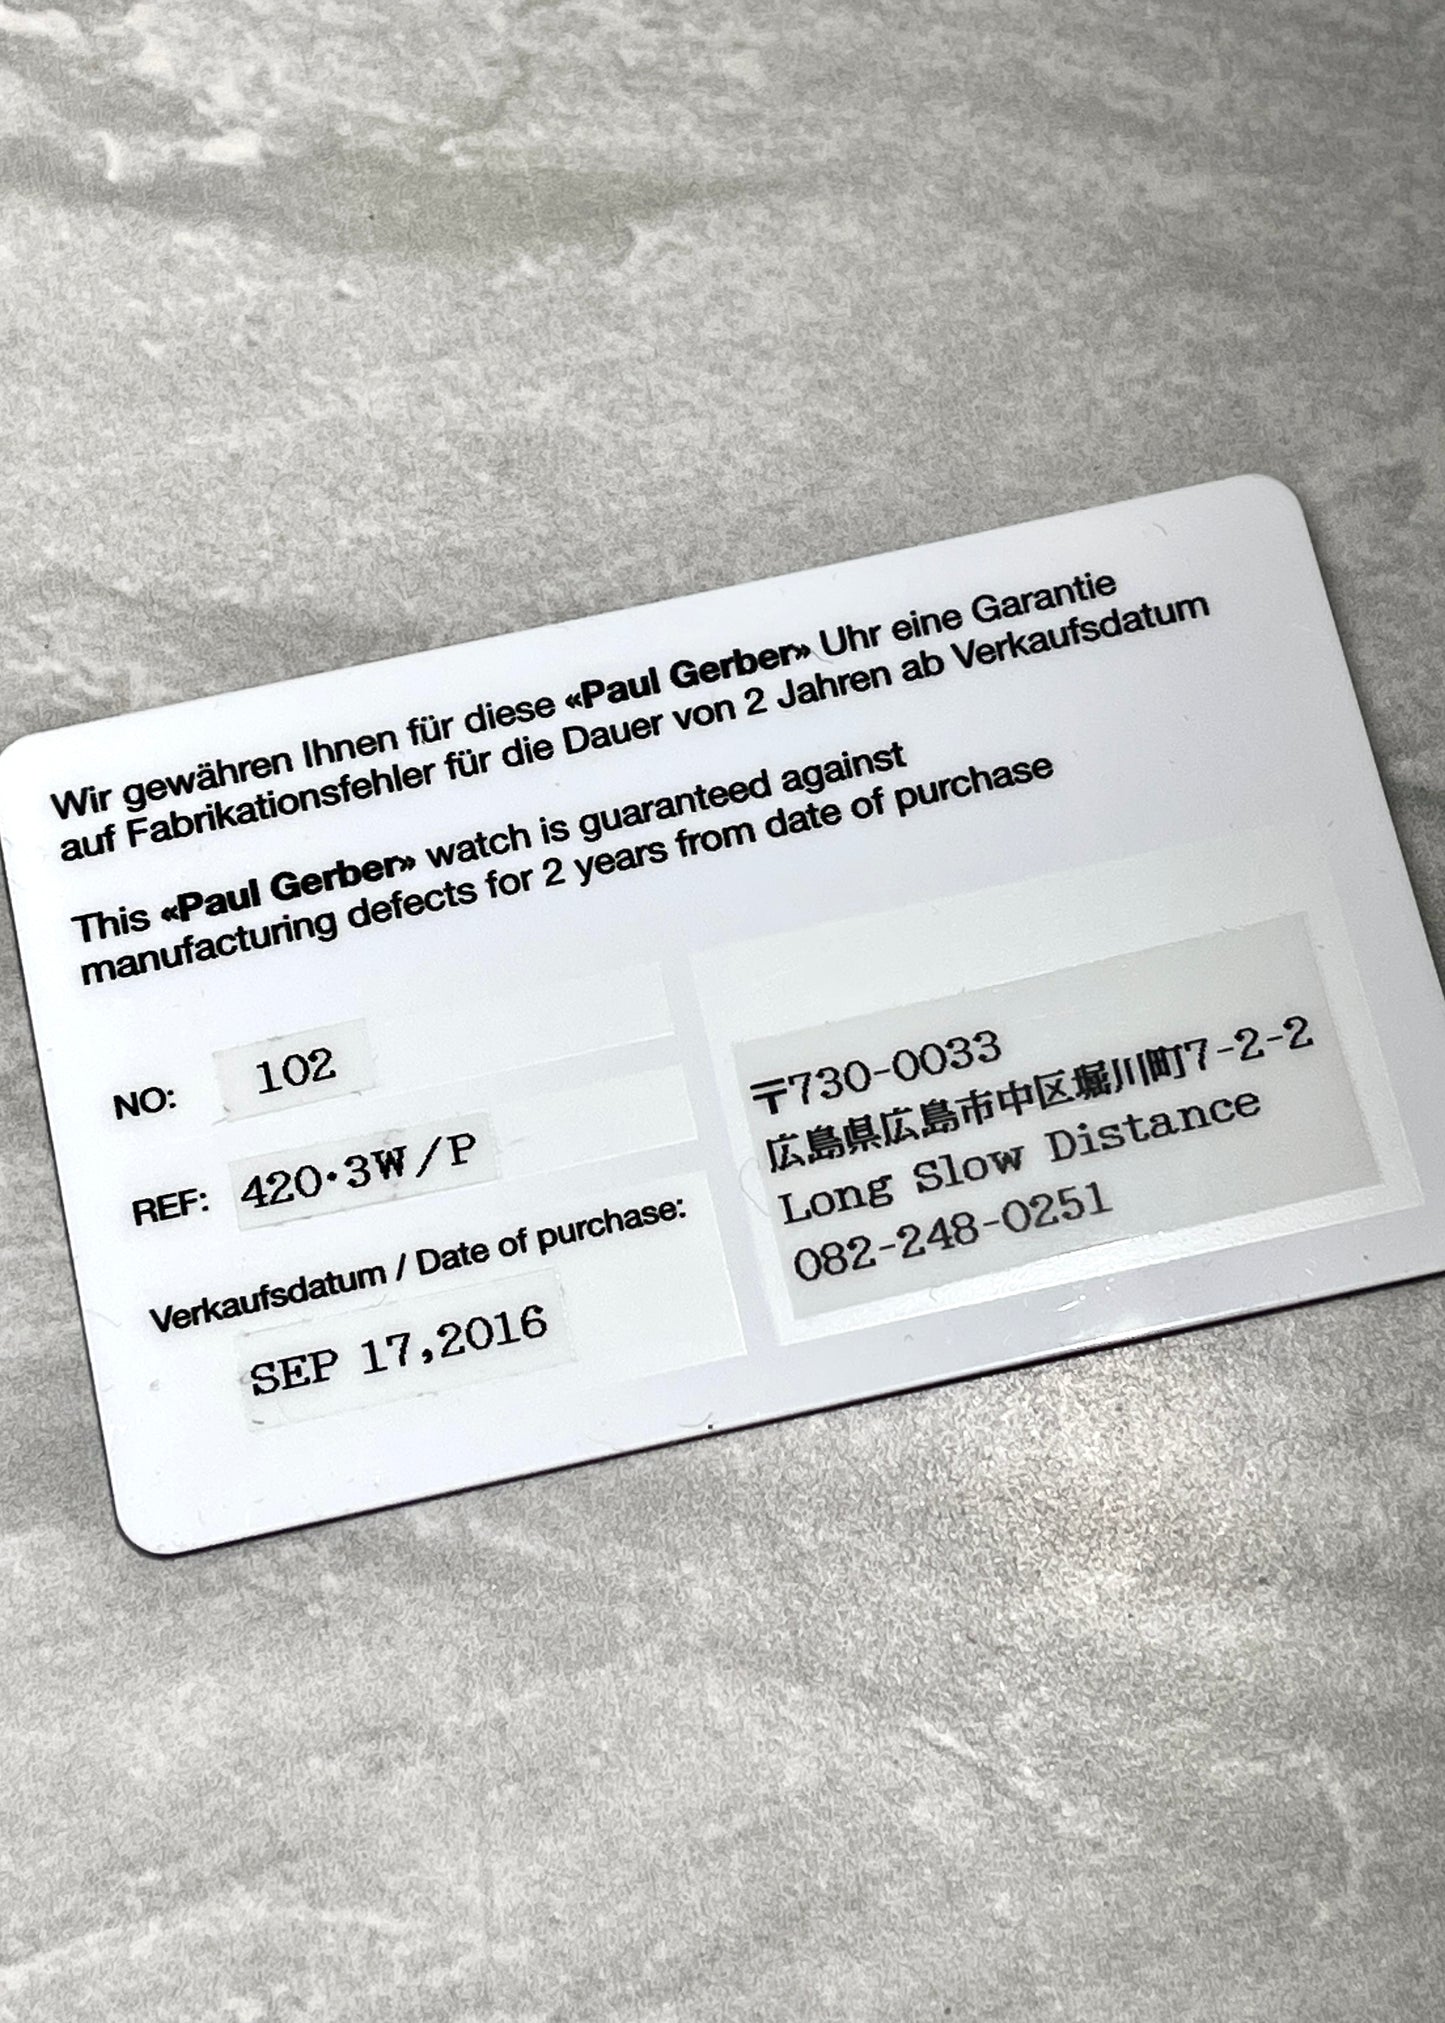 Wir gewähren Ihnen für diese «Paul Gerber» Uhr eine Garantie
auf Fabrikationsfehler für die Dauer von 2 Jahren ab Verkaufsdatum
This «Paul Gerber» watch is guaranteed against
manufacturing defects for 2 years from date of purchase
NO: 102
REF: 420·3W/P
Verkaufsdatum / Date of purchase:
SEP 17,2016
〒730-0033
広島県広島市中区堀川町7-2-2
Long Slow Distance
082-248-0251